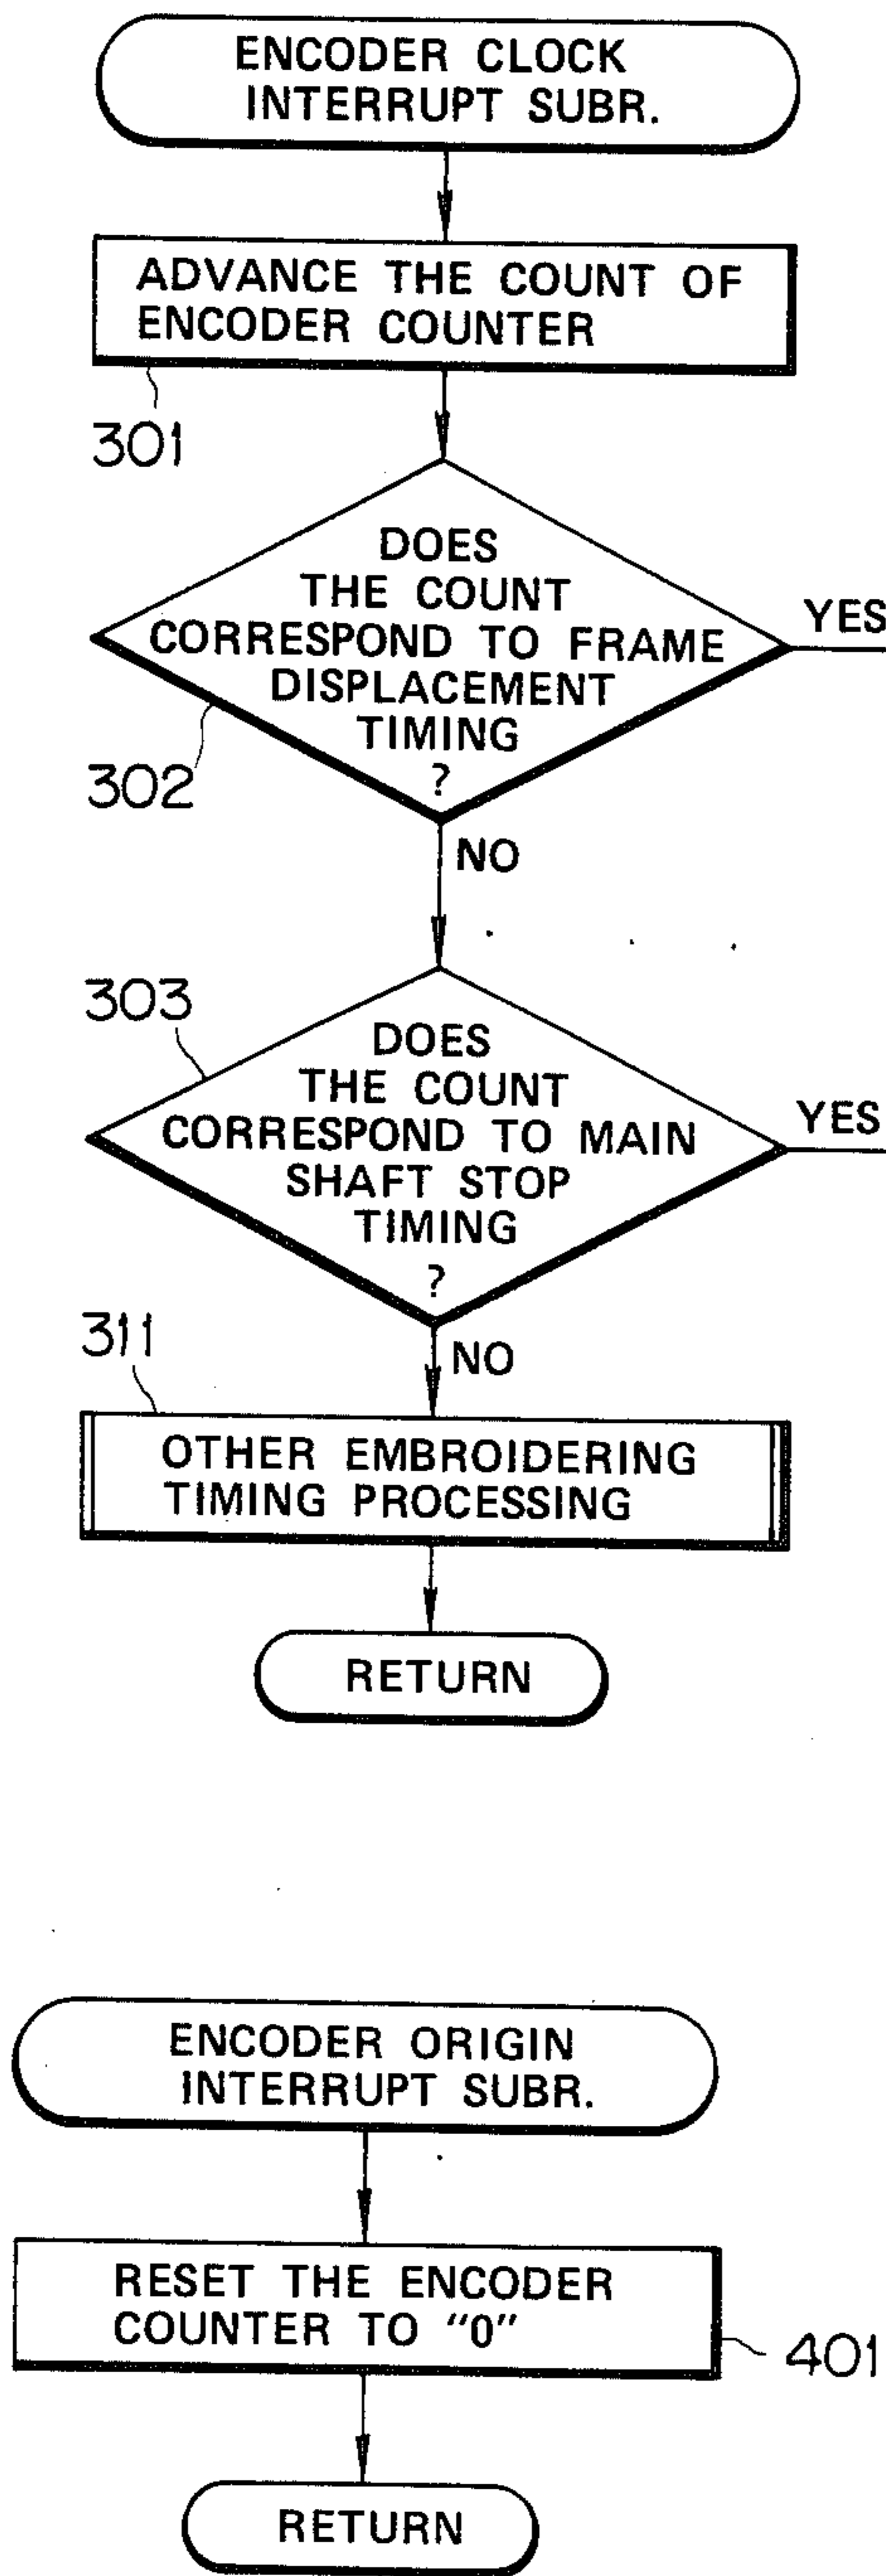 ENCODER CLOCK
INTERRUPT SUBR.
ADVANCE THE COUNT OF
ENCODER COUNTER
301
DOES
THE COUNT
CORRESPOND TO FRAME
DISPLACEMENT
TIMING
?
YES
302
NO
303
DOES
THE COUNT
CORRESPOND TO MAIN
SHAFT STOP
TIMING
?
YES
311
NO
OTHER EMBROIDERING
TIMING PROCESSING
RETURN
ENCODER ORIGIN
INTERRUPT SUBR.
RESET THE ENCODER
COUNTER TO "0"
401
RETURN